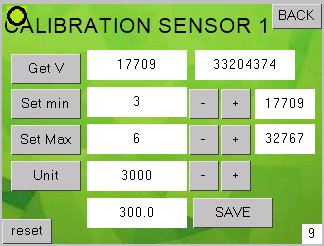 CALIBRATION SENSOR 1 BACK
Get V 17709 33204374
Set min 3 - + 17709
Set Max 6 - + 32767
Unit 3000 - +
300.0 SAVE
reset 9